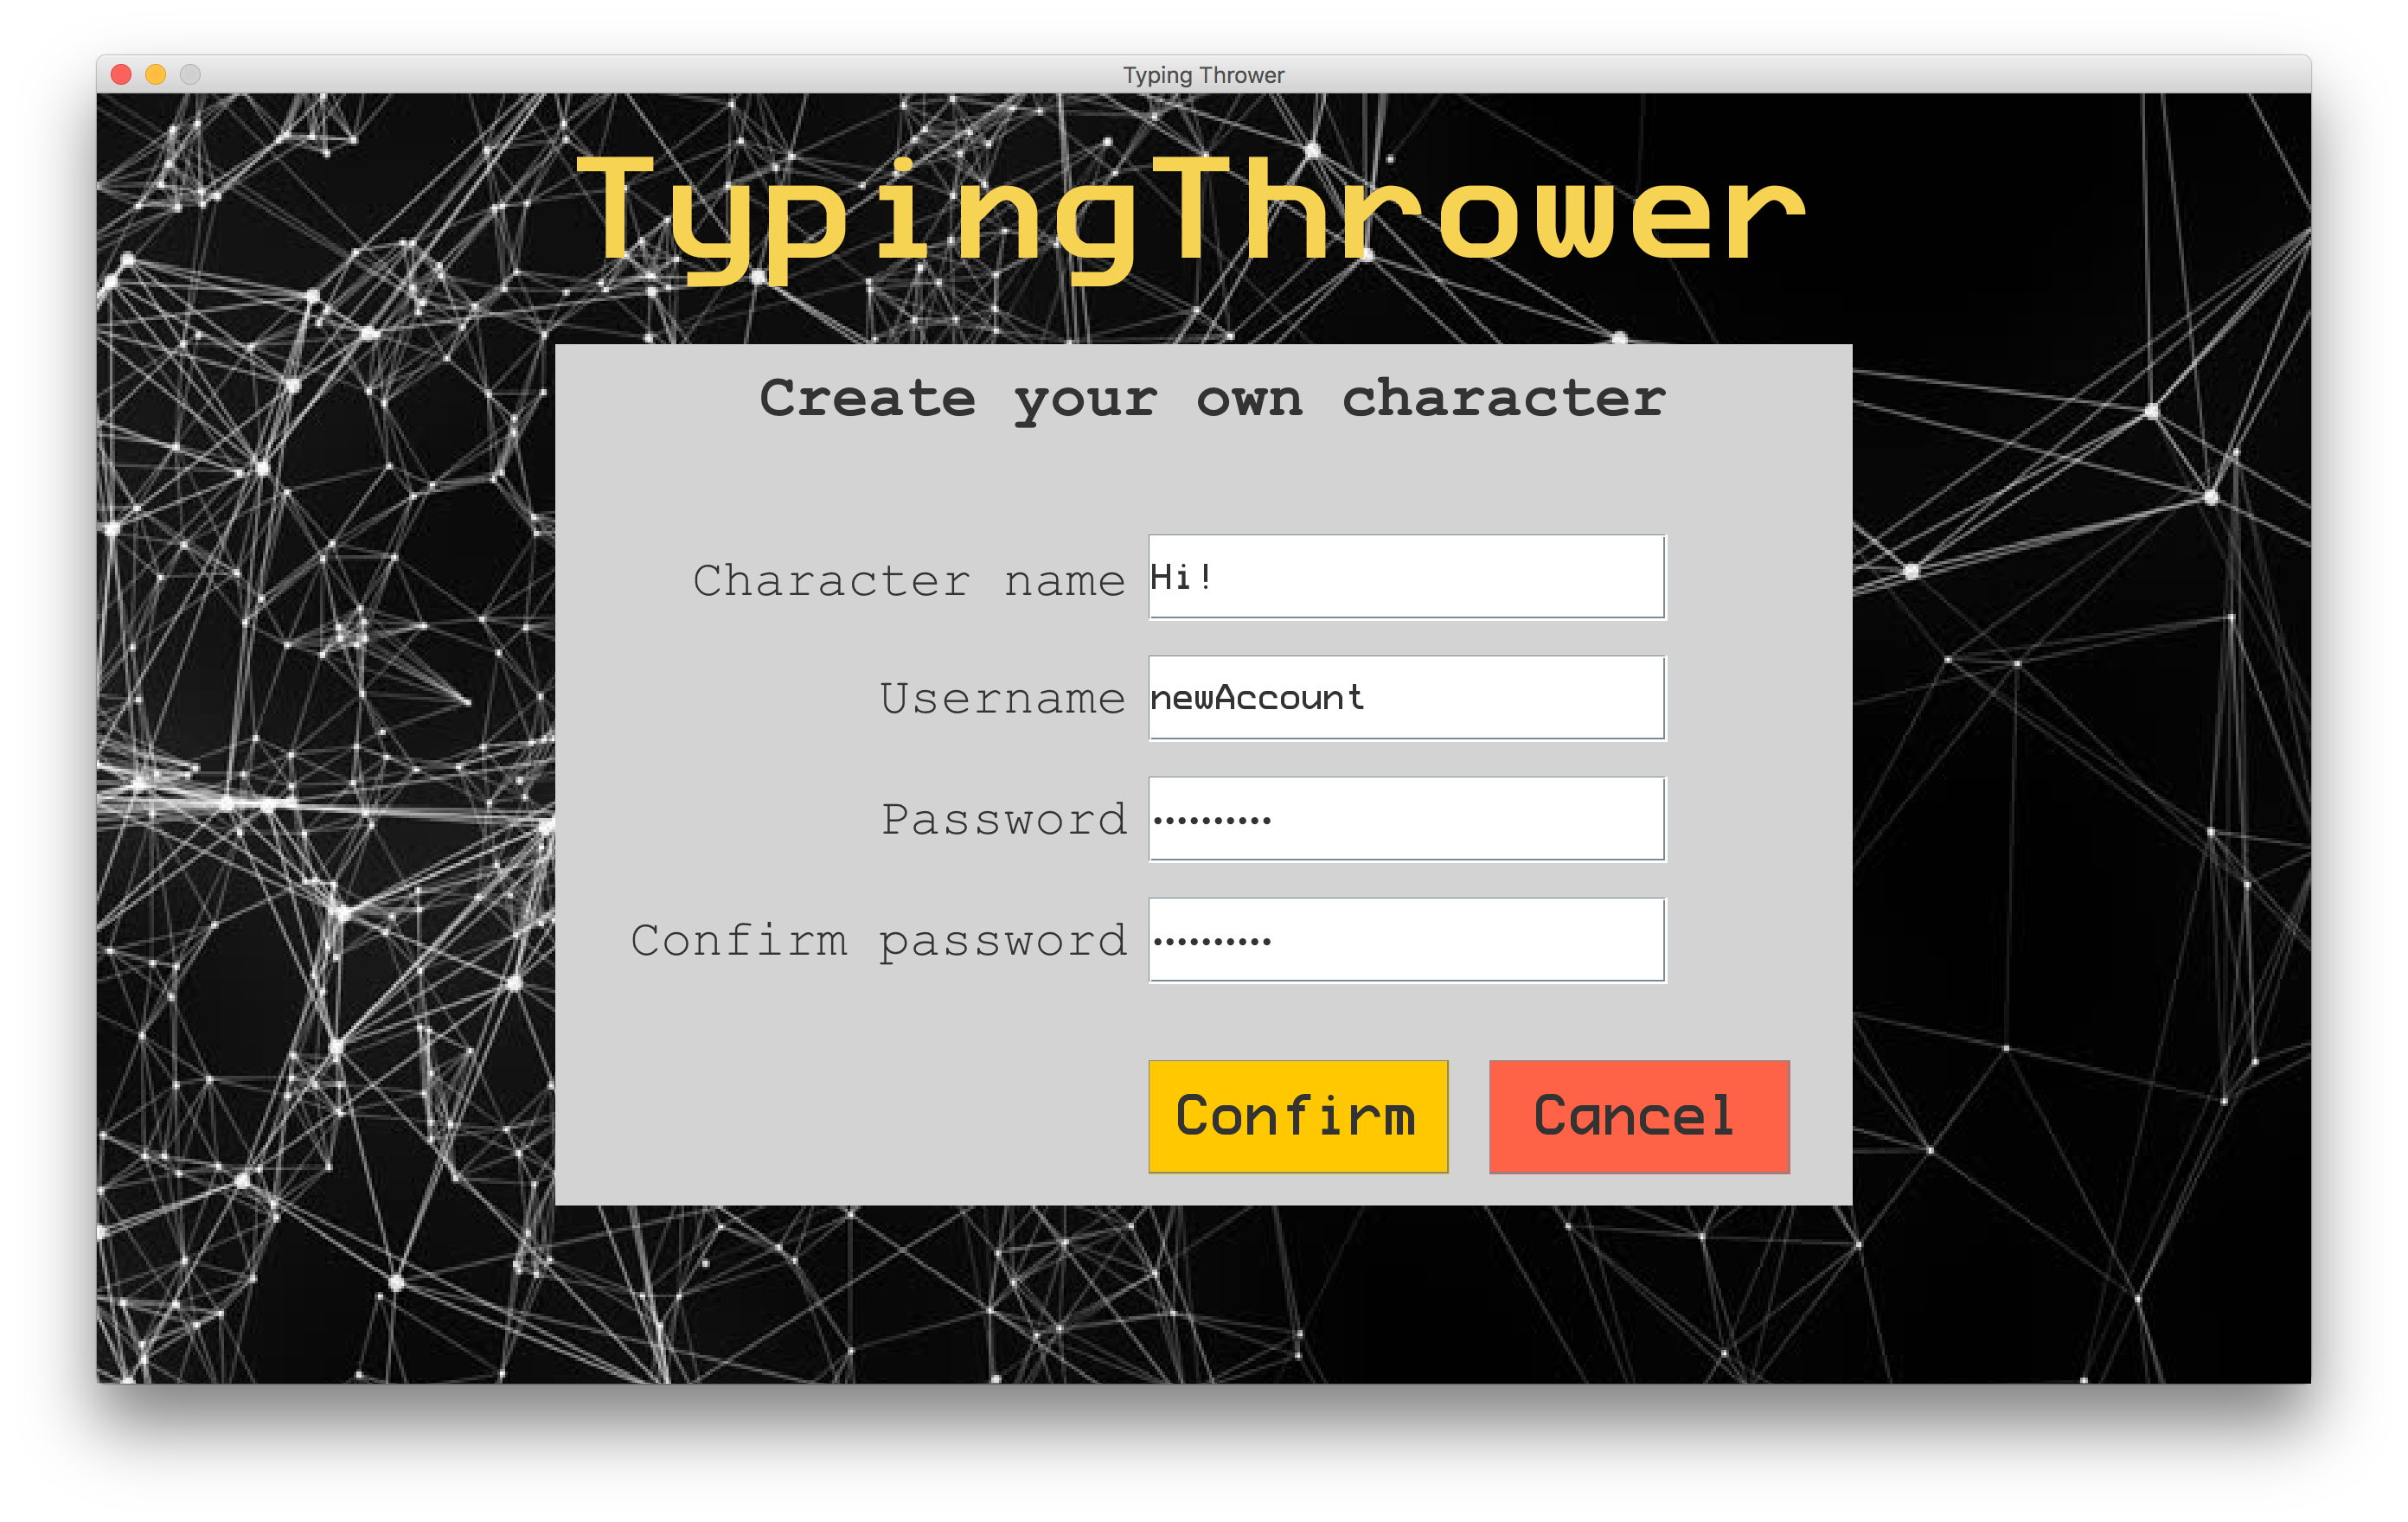 Typing Thrower
TypingThrower
Create your own character
Character name Hi!
Username newAccount
Password ••••••••••
Confirm password ••••••••••
Confirm Cancel